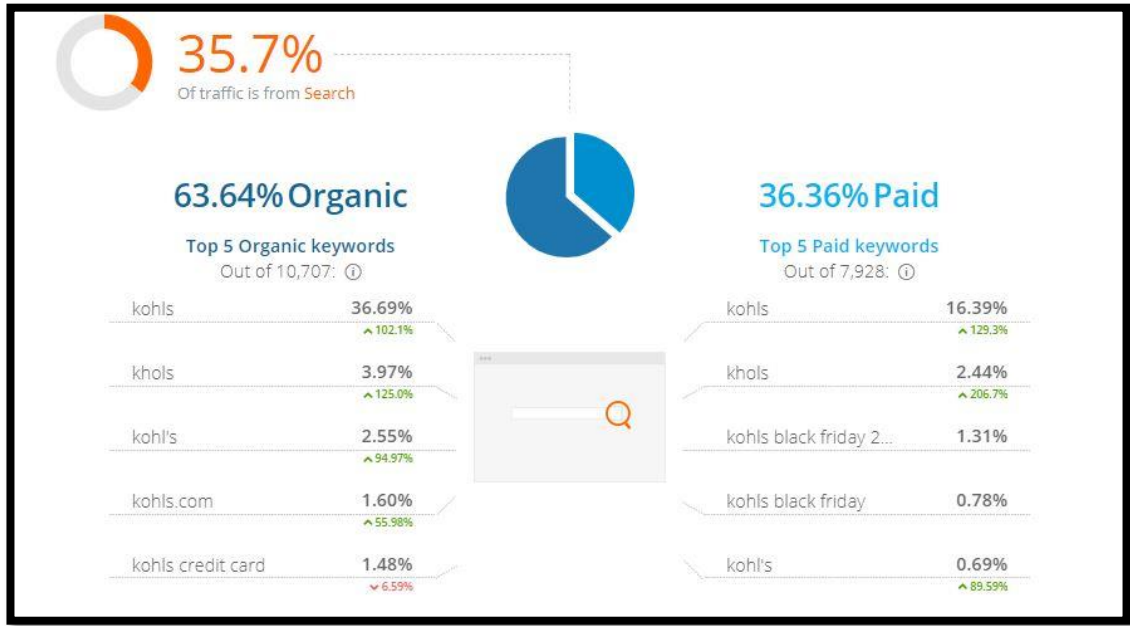 35.7%
Of traffic is from Search
63.64% Organic
Top 5 Organic keywords
Out of 10,707:
kohls 36.69%
102.1%
khols 3.97%
125.0%
kohl's 2.55%
94.97%
kohls.com 1.60%
55.98%
kohls credit card 1.48%
6.59%
36.36% Paid
Top 5 Paid keywords
Out of 7,928:
kohls 16.39%
129.3%
khols 2.44%
206.7%
kohls black friday 2... 1.31%
kohls black friday 0.78%
kohl's 0.69%
89.59%